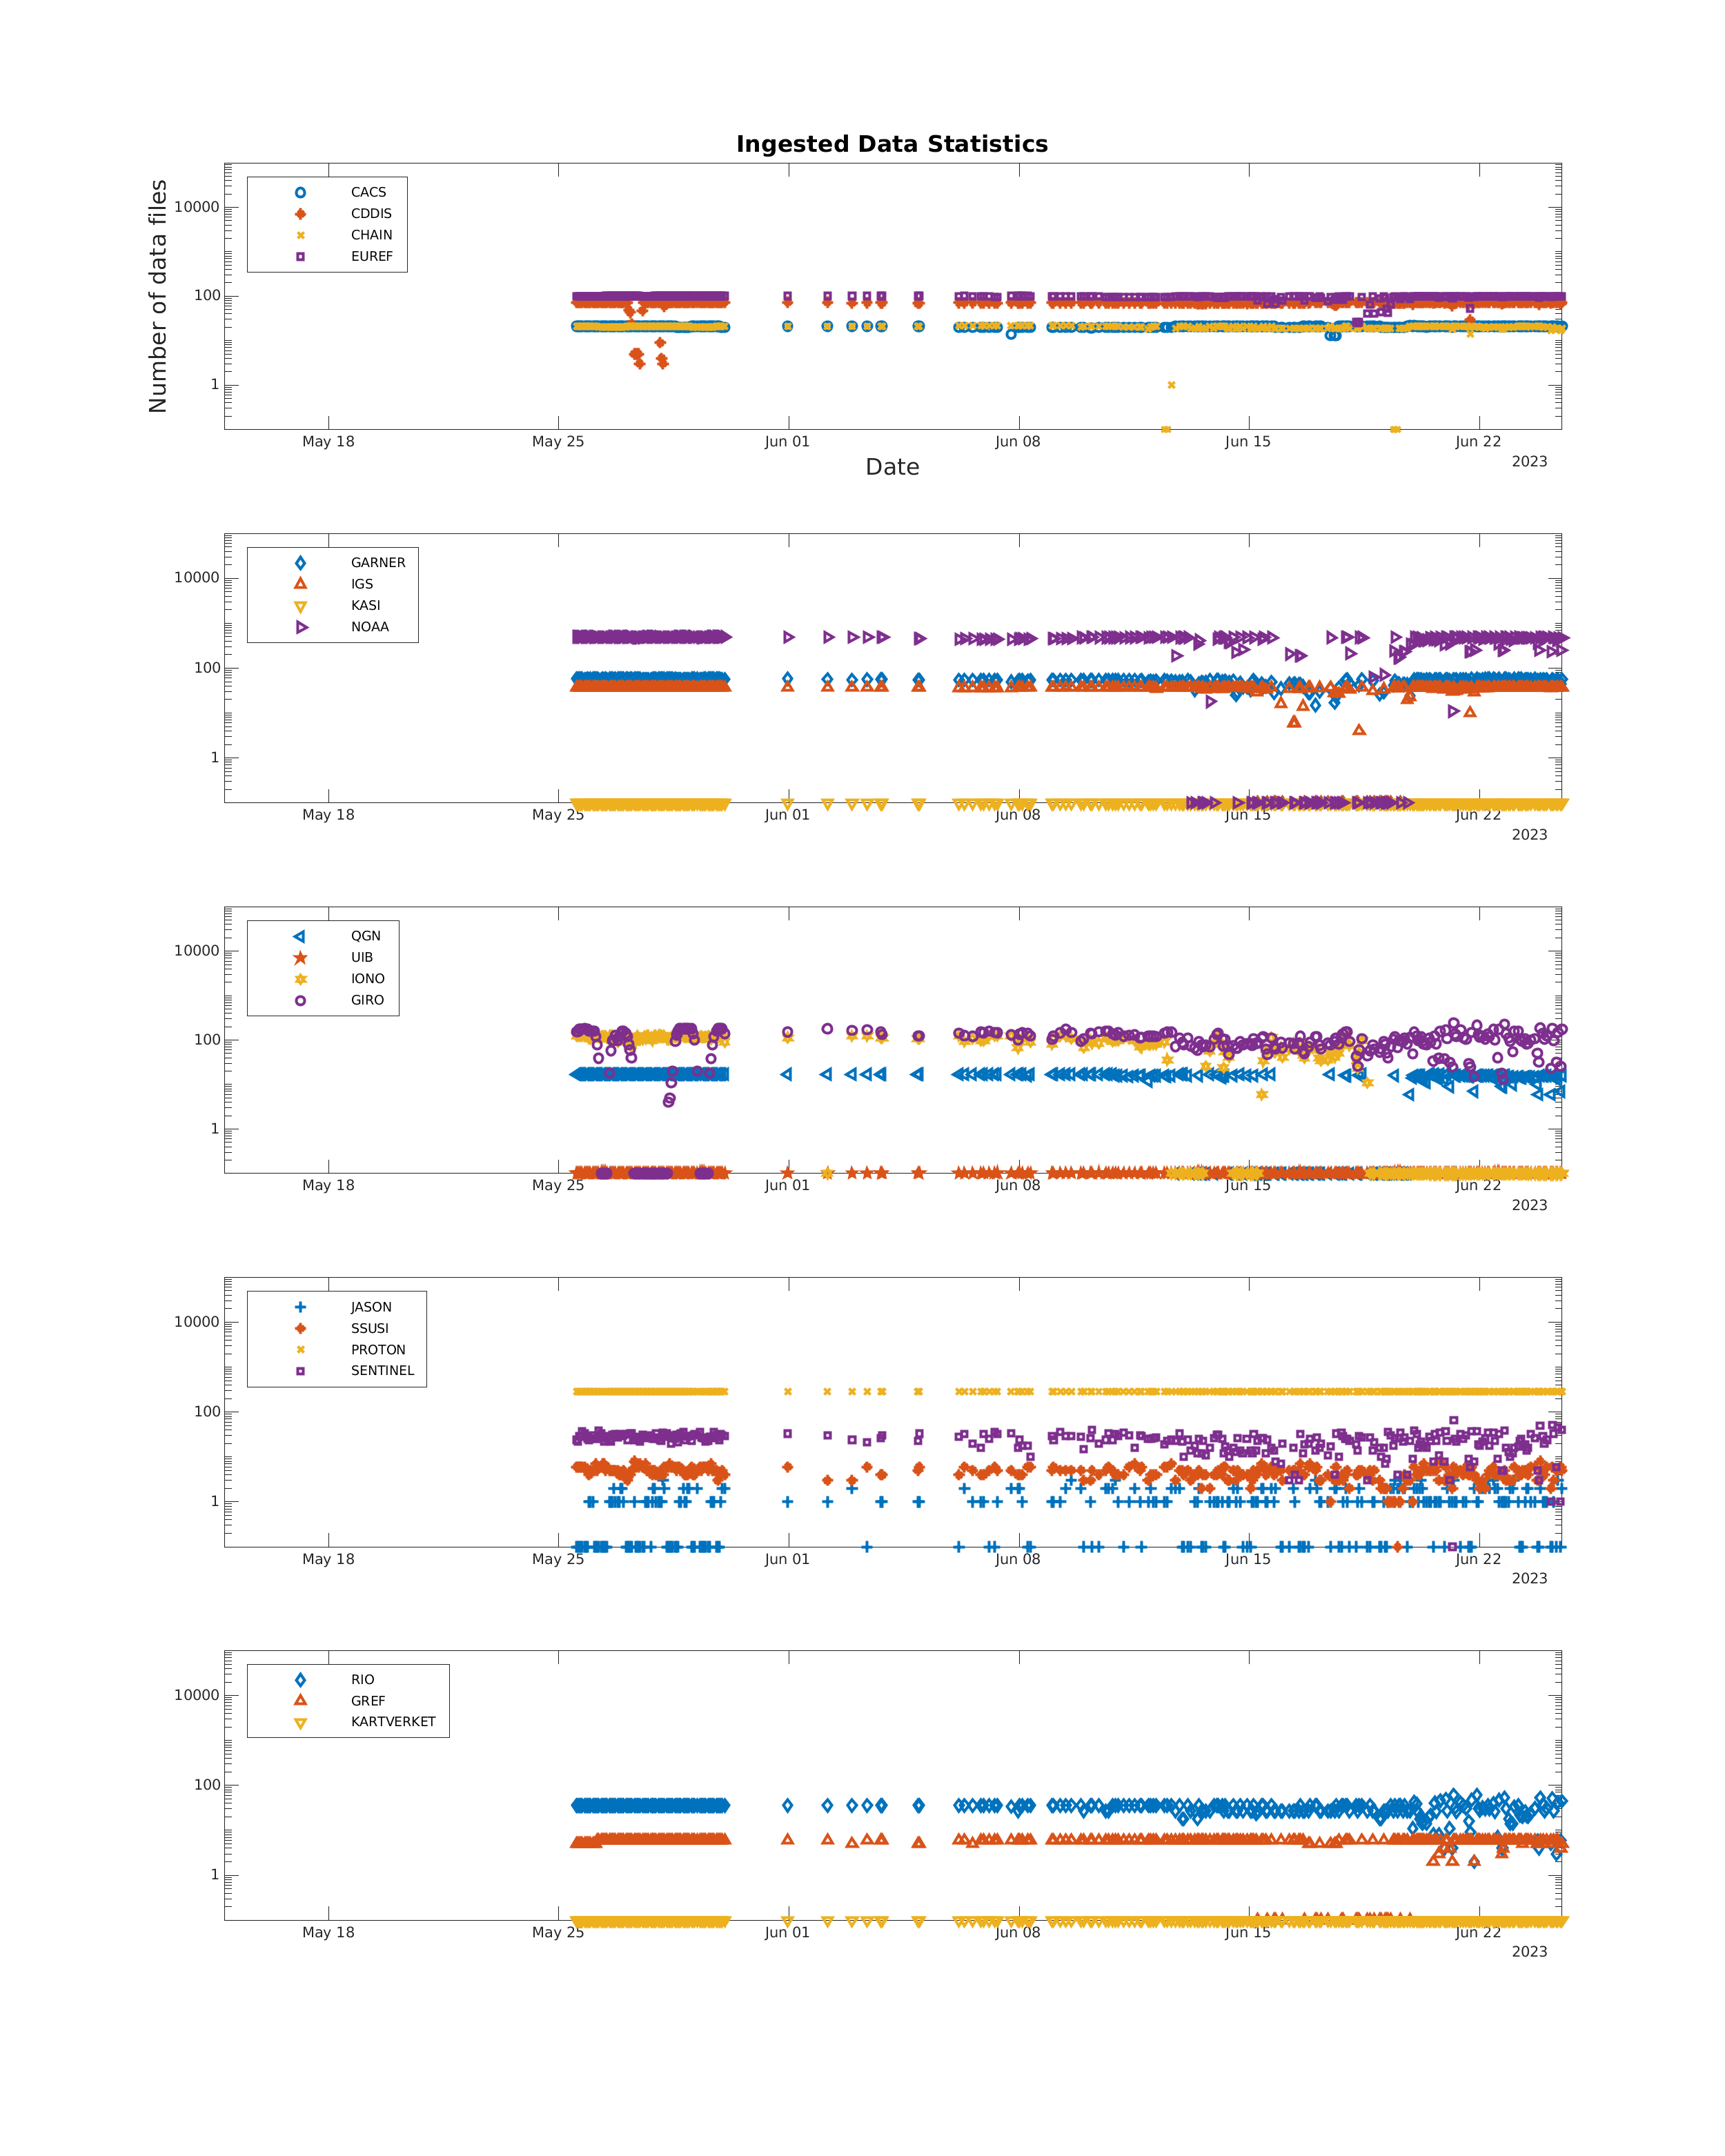 Ingested Data Statistics
Number of data files
CACS
CDDIS
CHAIN
EUREF
10000
100
1
May 18 May 25 Jun 01 Jun 08 Jun 15 Jun 22
2023
Date
GARNER
IGS
KASI
NOAA
10000
100
1
May 18 May 25 Jun 01 Jun 08 Jun 15 Jun 22
2023
QGN
UIB
IONO
GIRO
10000
100
1
May 18 May 25 Jun 01 Jun 08 Jun 15 Jun 22
2023
JASON
SSUSI
PROTON
SENTINEL
10000
100
1
May 18 May 25 Jun 01 Jun 08 Jun 15 Jun 22
2023
RIO
GREF
KARTVERKET
10000
100
1
May 18 May 25 Jun 01 Jun 08 Jun 15 Jun 22
2023